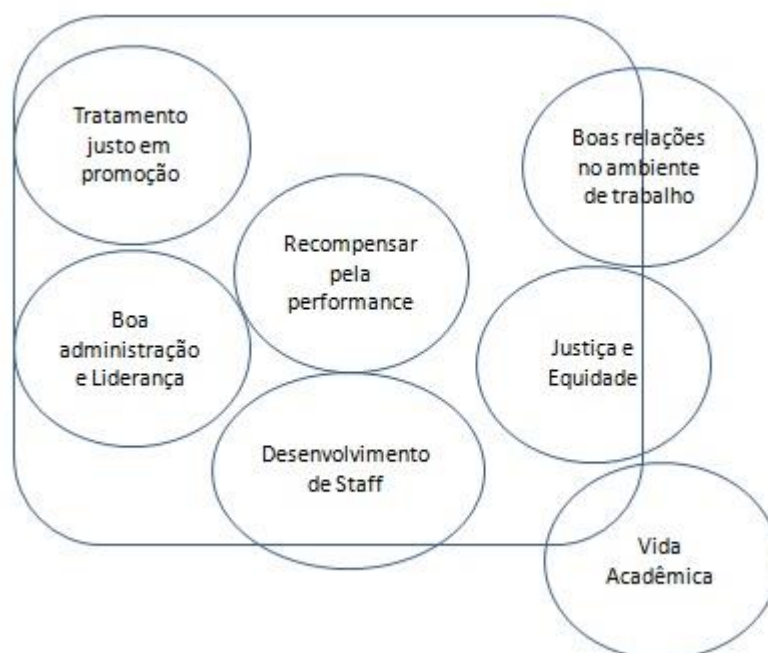 Tratamento
justo em
promoção
Boas relações
no ambiente
de trabalho
Recompensar
pela
performance
Boa
administração
e Liderança
Justiça e
Equidade
Desenvolvimento
de Staff
Vida
Acadêmica